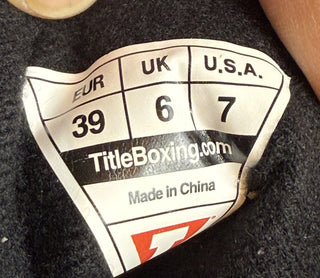 EUR UK U.S.A.
39 6 7
TitleBoxing.com
Made in China